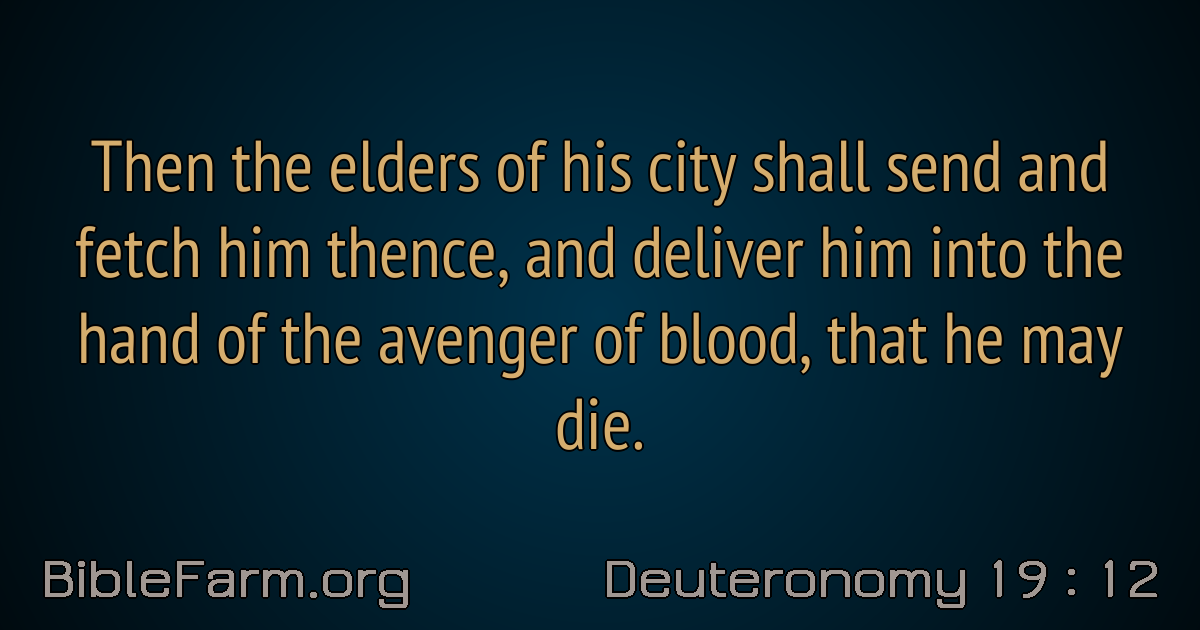 Then the elders of his city shall send and
fetch him thence, and deliver him into the
hand of the avenger of blood, that he may
die.
BibleFarm.org
Deuteronomy 19 : 12